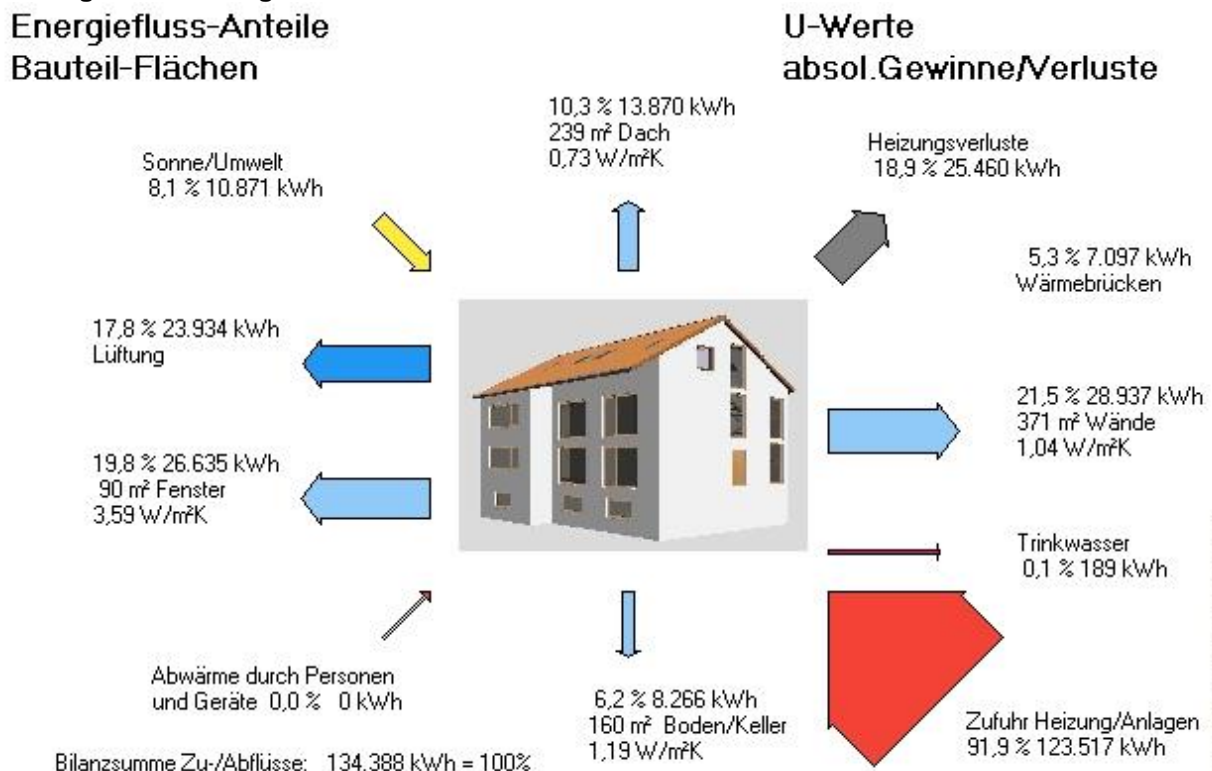 Energiefluss-Anteile
Bauteil-Flächen
U-Werte
absol.Gewinne/Verluste
10,3 % 13.870 kWh
239 m² Dach
0,73 W/m²K
Heizungsverluste
18,9 % 25.460 kWh
Sonne/Umwelt
8,1 % 10.871 kWh
5,3 % 7.097 kWh
Wärmebrücken
17,8 % 23.934 kWh
Lüftung
21,5 % 28.937 kWh
371 m² Wände
1,04 W/m²K
19,8 % 26.635 kWh
90 m² Fenster
3,59 W/m²K
Trinkwasser
0,1 % 189 kWh
Abwärme durch Personen
und Geräte 0,0 % 0 kWh
6,2 % 8.266 kWh
160 m² Boden/Keller
1,19 W/m²K
Zufuhr Heizung/Anlagen
91,9 % 123.517 kWh
Bilanzsumme Zu-/Abflüsse: 134.388 kWh = 100%